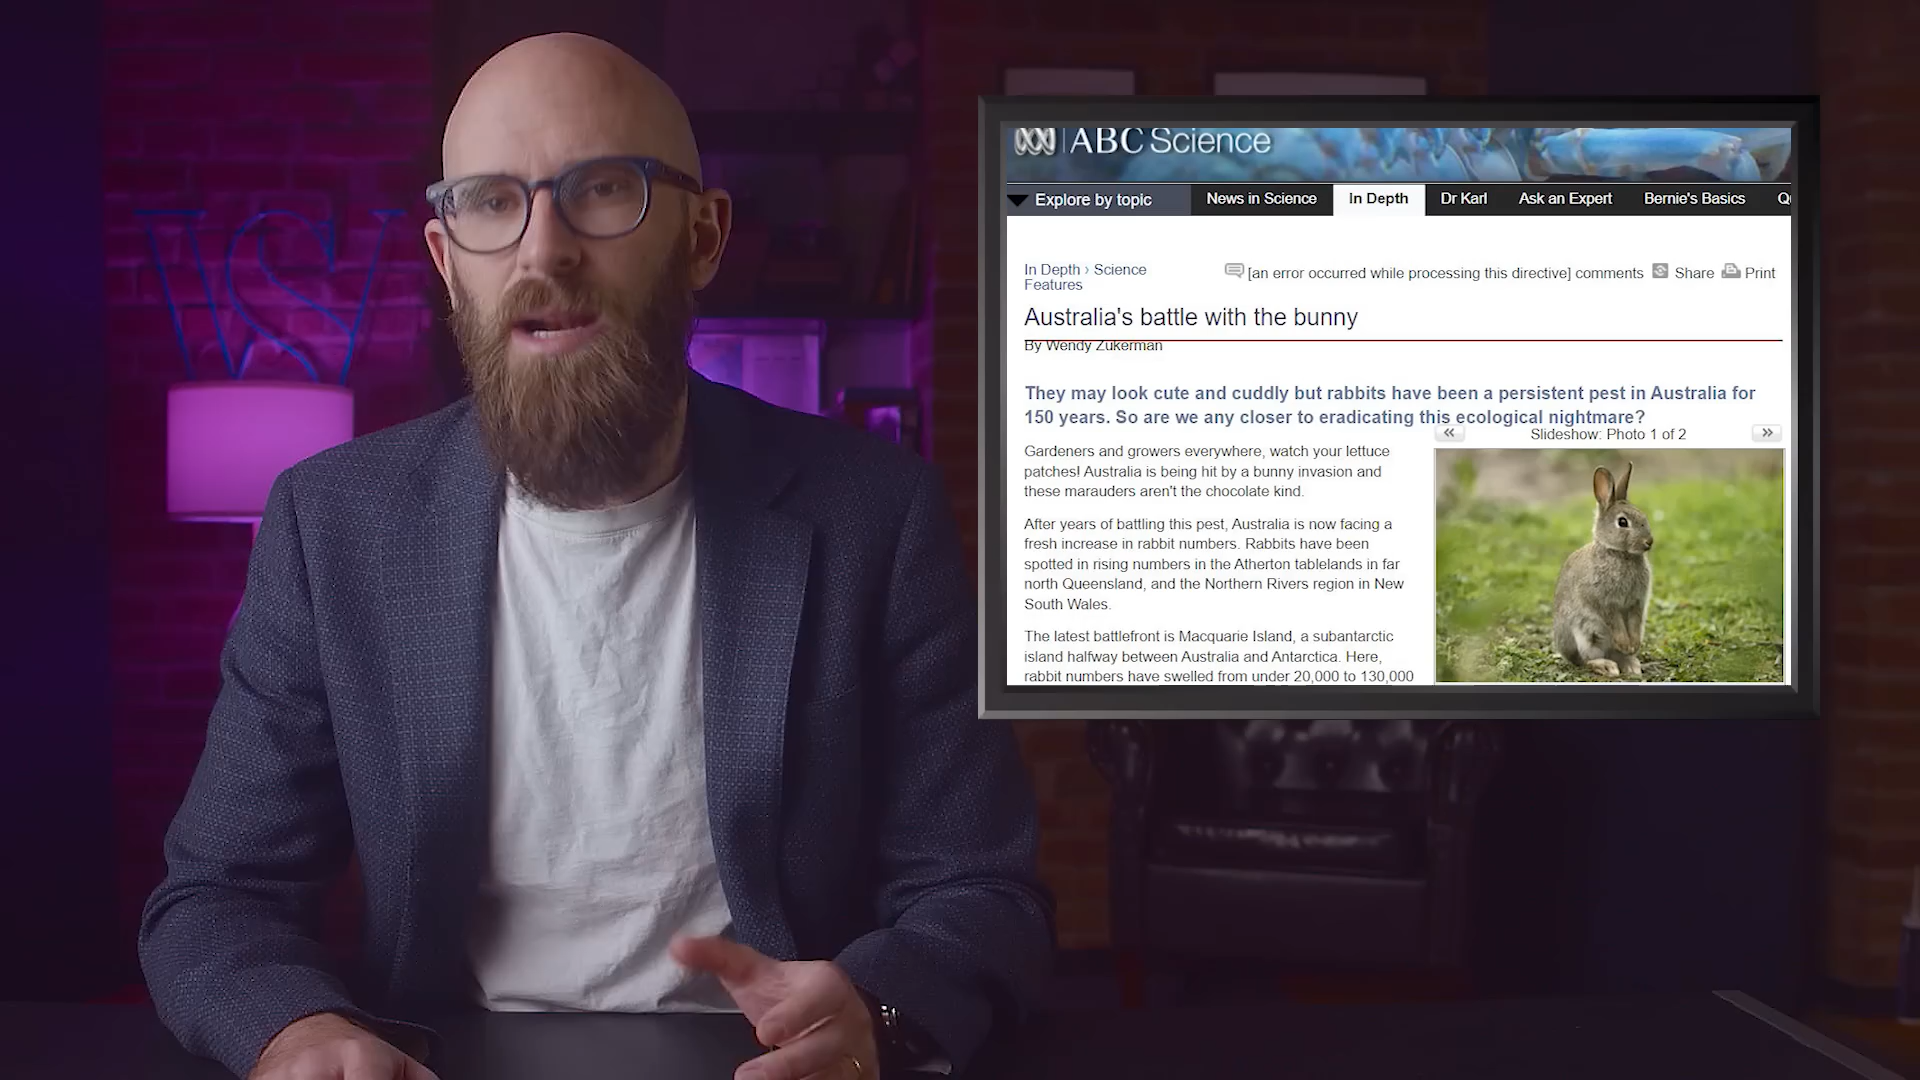 ABC Science
Explore by topic
News in Science
In Depth
Dr Karl
Ask an Expert
Bernie's Basics
In Depth › Science
Features
[an error occurred while processing this directive] comments
Share
Print
Australia's battle with the bunny
By Wendy Zukerman
They may look cute and cuddly but rabbits have been a persistent pest in Australia for
150 years. So are we any closer to eradicating this ecological nightmare?
« Slideshow: Photo 1 of 2 »
Gardeners and growers everywhere, watch your lettuce
patches! Australia is being hit by a bunny invasion and
these marauders aren't the chocolate kind.
After years of battling this pest, Australia is now facing a
fresh increase in rabbit numbers. Rabbits have been
spotted in rising numbers in the Atherton tablelands in far
north Queensland, and the Northern Rivers region in New
South Wales.
The latest battlefront is Macquarie Island, a subantarctic
island halfway between Australia and Antarctica. Here,
rabbit numbers have swelled from under 20,000 to 130,000